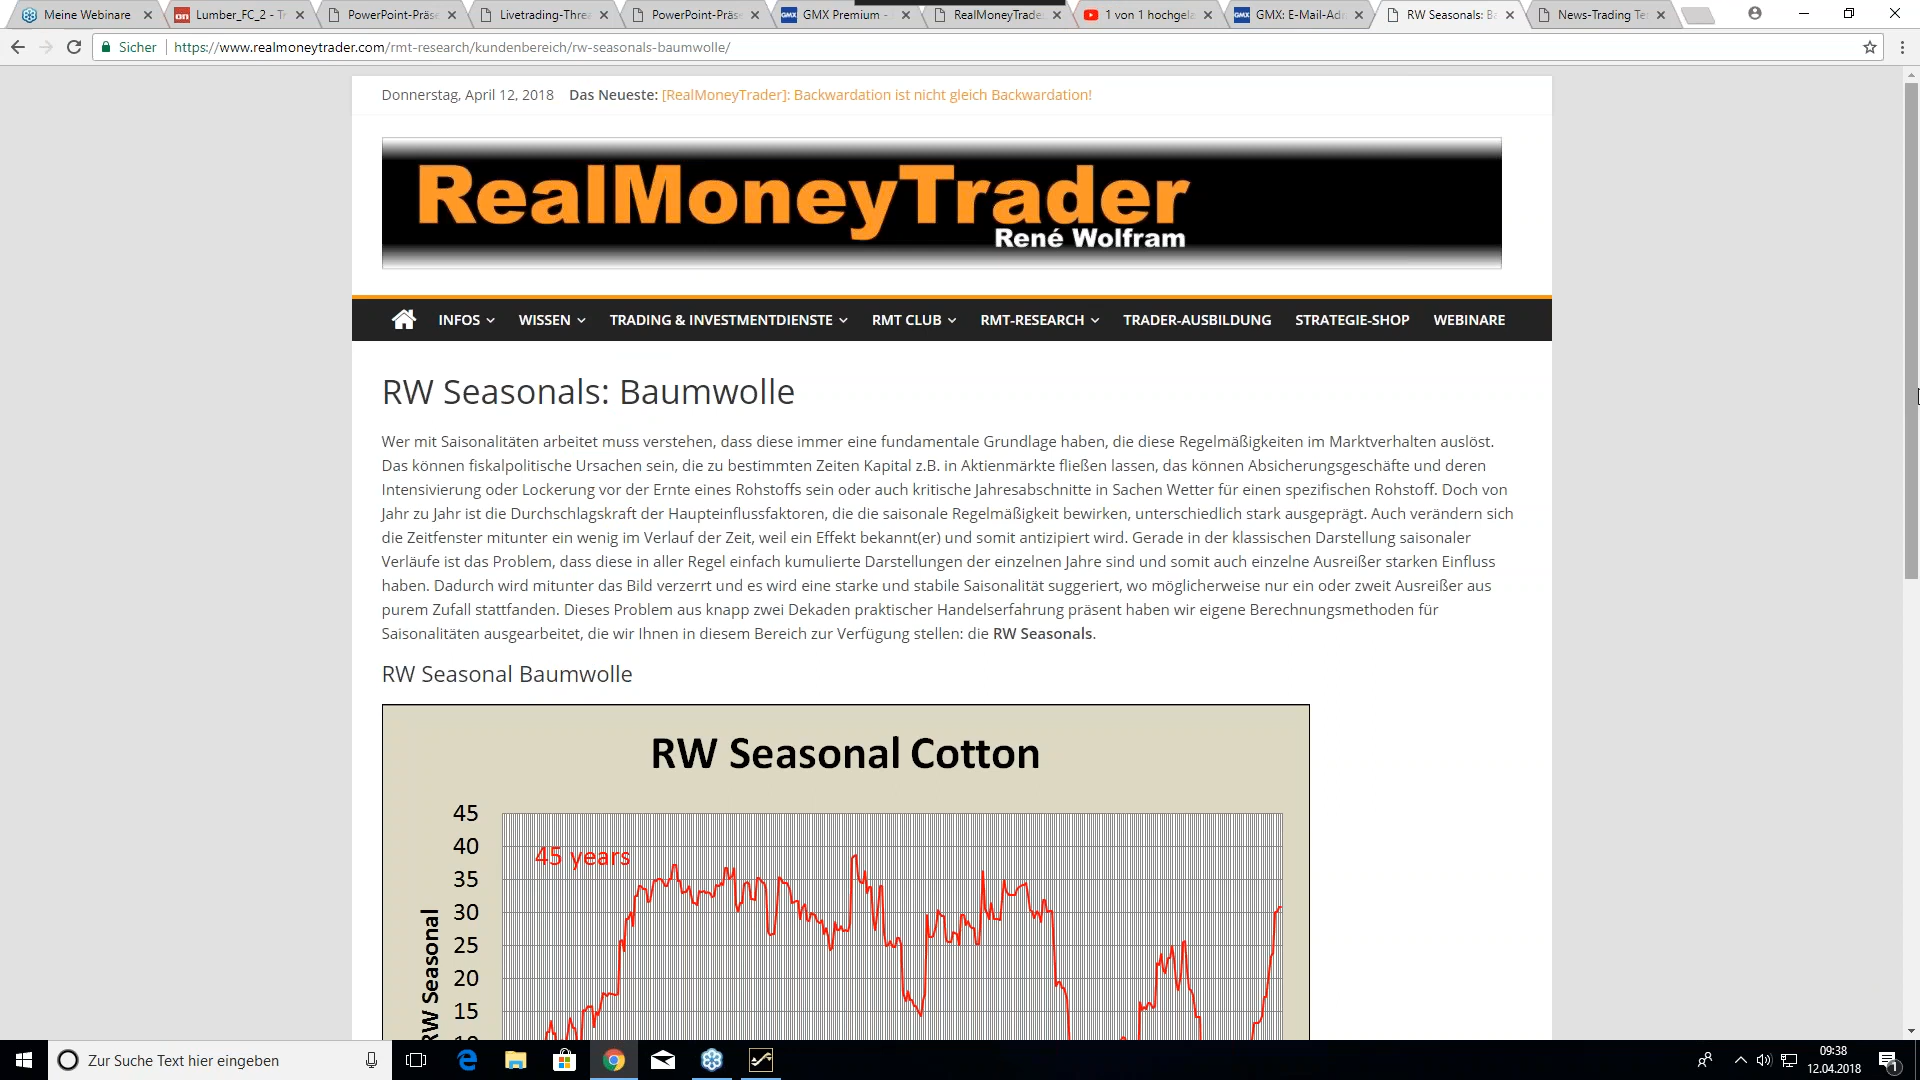 Meine Webinare
Lumber_FC_2 - Tr
PowerPoint-Präse
Livetrading-Threa
PowerPoint-Präse
GMX Premium -
RealMoneyTrade
1 von 1 hochgela
GMX: E-Mail-Adr
RW Seasonals: Ba
News-Trading Te
Sicher
https://www.realmoneytrader.com/rmt-research/kundenbereich/rw-seasonals-baumwolle/
Donnerstag, April 12, 2018 Das Neueste: [RealMoneyTrader]: Backwardation ist nicht gleich Backwardation!
RealMoneyTrader
René Wolfram
INFOS WISSEN TRADING & INVESTMENTDIENSTE RMT CLUB RMT-RESEARCH TRADER-AUSBILDUNG STRATEGIE-SHOP WEBINARE
RW Seasonals: Baumwolle
Wer mit Saisonalitäten arbeitet muss verstehen, dass diese immer eine fundamentale Grundlage haben, die diese Regelmäßigkeiten im Marktverhalten auslöst.
Das können fiskalpolitische Ursachen sein, die zu bestimmten Zeiten Kapital z.B. in Aktienmärkte fließen lassen, das können Absicherungsgeschäfte und deren
Intensivierung oder Lockerung vor der Ernte eines Rohstoffs sein oder auch kritische Jahresabschnitte in Sachen Wetter für einen spezifischen Rohstoff. Doch von
Jahr zu Jahr ist die Durchschlagskraft der Haupteinflussfaktoren, die die saisonale Regelmäßigkeit bewirken, unterschiedlich stark ausgeprägt. Auch verändern sich
die Zeitfenster mitunter ein wenig im Verlauf der Zeit, weil ein Effekt bekannt(er) und somit antizipiert wird. Gerade in der klassischen Darstellung saisonaler
Verläufe ist das Problem, dass diese in aller Regel einfach kumulierte Darstellungen der einzelnen Jahre sind und somit auch einzelne Ausreißer starken Einfluss
haben. Dadurch wird mitunter das Bild verzerrt und es wird eine starke und stabile Saisonalität suggeriert, wo möglicherweise nur ein oder zweit Ausreißer aus
purem Zufall stattfanden. Dieses Problem aus knapp zwei Dekaden praktischer Handelserfahrung präsent haben wir eigene Berechnungsmethoden für
Saisonalitäten ausgearbeitet, die wir Ihnen in diesem Bereich zur Verfügung stellen: die RW Seasonals.
RW Seasonal Baumwolle
RW Seasonal Cotton
45
40
45 years
35
30
25
20
15
10
RW Seasonal
Zur Suche Text hier eingeben
09:38
12.04.2018
1